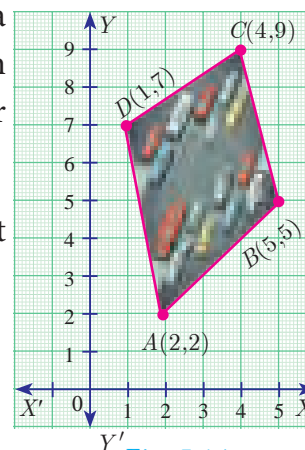 a
n
r
t
Y
C(4,9)
9
8
D(1,7)
7
6
5
B(5,5)
4
3
2
A(2,2)
1
X′ 0 1 2 3 4 5 X
Y′